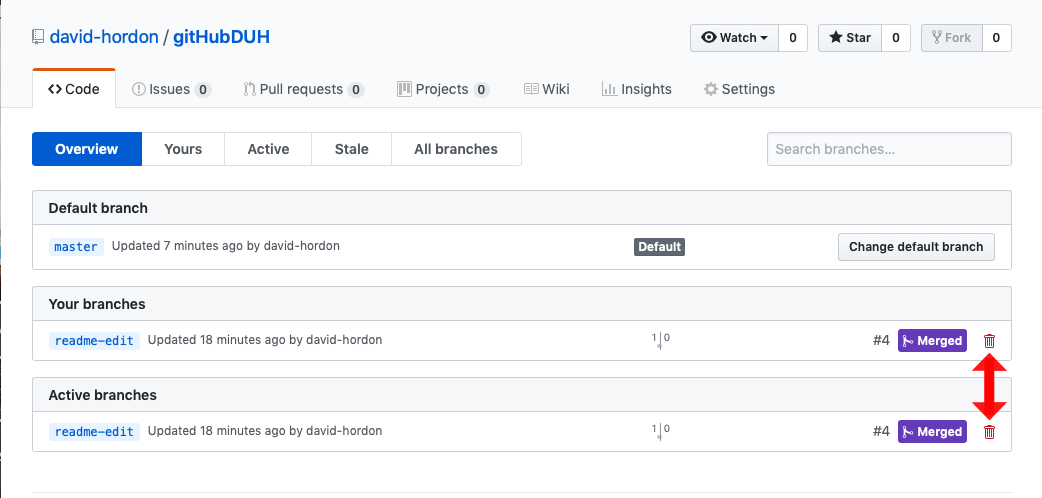 david-hordon / gitHubDUH
Watch 0 Star 0 Fork 0
Code Issues 0 Pull requests 0 Projects 0 Wiki Insights Settings
Overview Yours Active Stale All branches Search branches...
Default branch
master Updated 7 minutes ago by david-hordon Default Change default branch
Your branches
readme-edit Updated 18 minutes ago by david-hordon 1 0 #4 Merged
Active branches
readme-edit Updated 18 minutes ago by david-hordon 1 0 #4 Merged